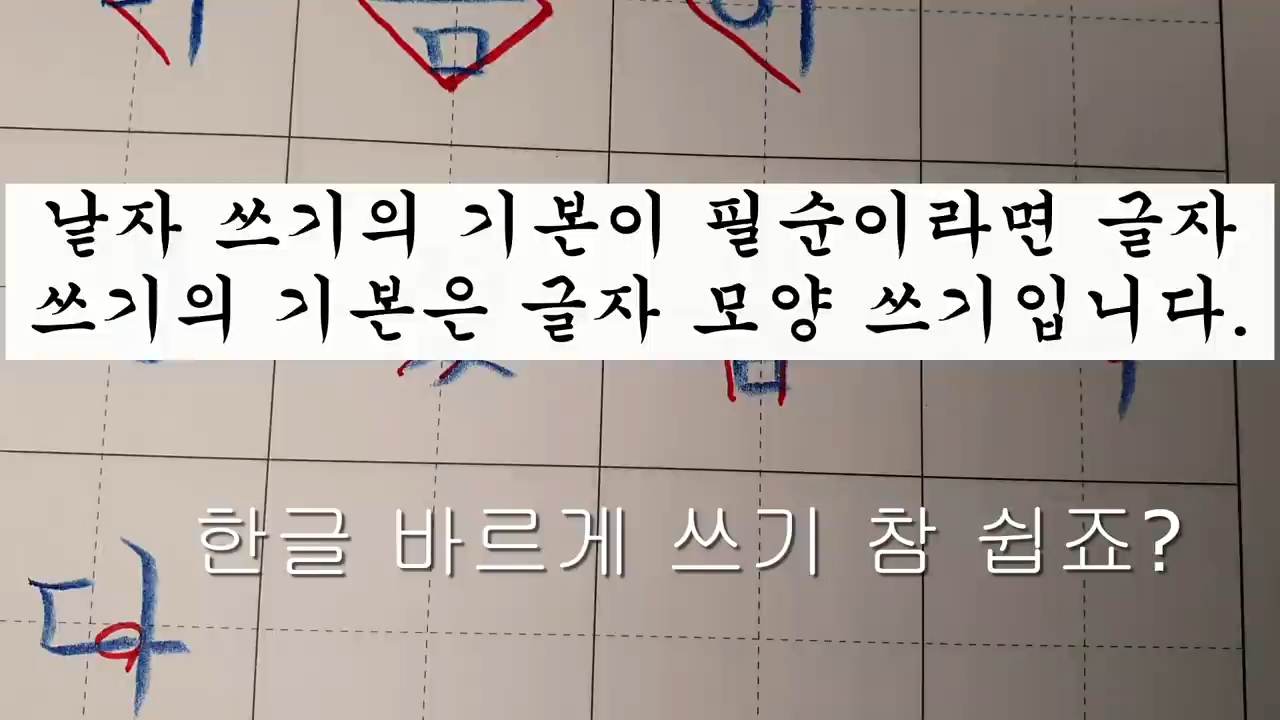 낱자 쓰기의 기본이 필순이라면 글자
쓰기의 기본은 글자 모양 쓰기입니다.
한글 바르게 쓰기 참 쉽죠?
다